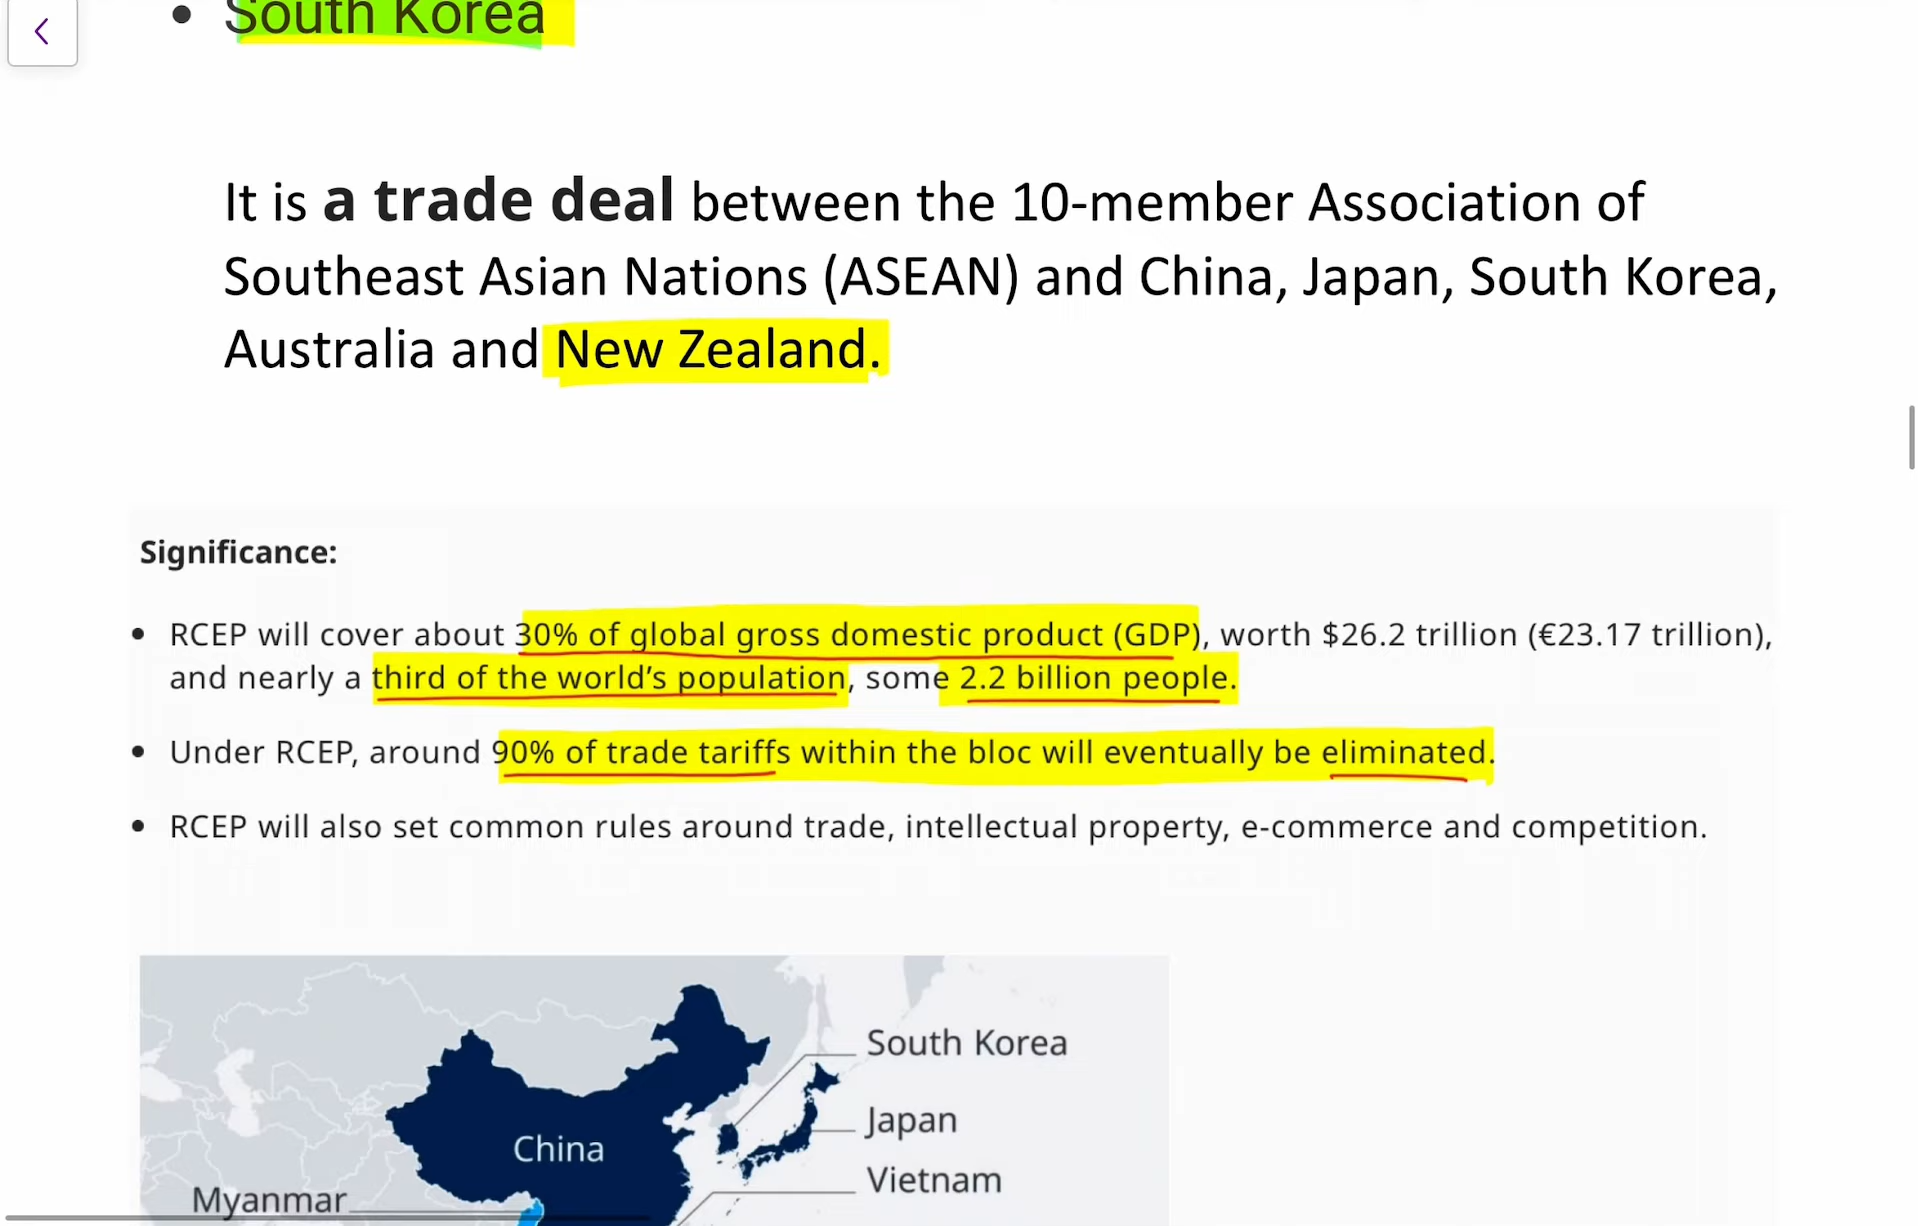 • South Korea
It is a trade deal between the 10-member Association of
Southeast Asian Nations (ASEAN) and China, Japan, South Korea,
Australia and New Zealand.
Significance:
• RCEP will cover about 30% of global gross domestic product (GDP), worth $26.2 trillion (€23.17 trillion),
and nearly a third of the world's population, some 2.2 billion people.
• Under RCEP, around 90% of trade tariffs within the bloc will eventually be eliminated.
• RCEP will also set common rules around trade, intellectual property, e-commerce and competition.
South Korea
Japan
China
Vietnam
Myanmar